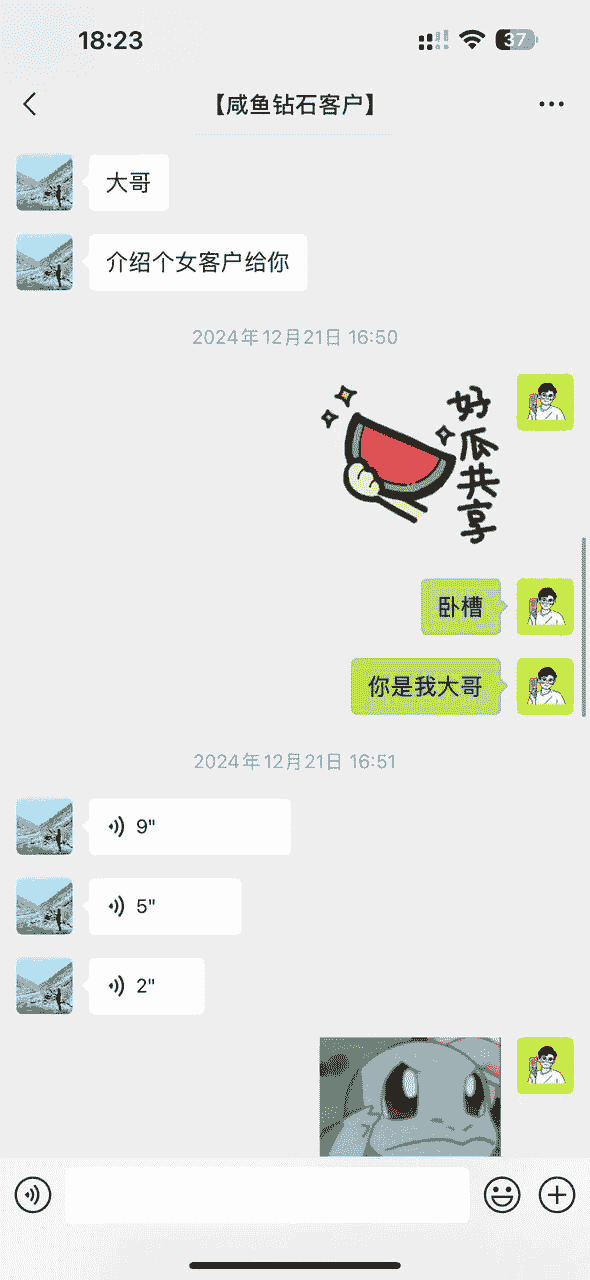 18:23
37
【咸鱼钻石客户】
大哥
介绍个女客户给你
2024年12月21日 16:50
好瓜共享
卧槽
你是我大哥
2024年12月21日 16:51
9"
5"
2"